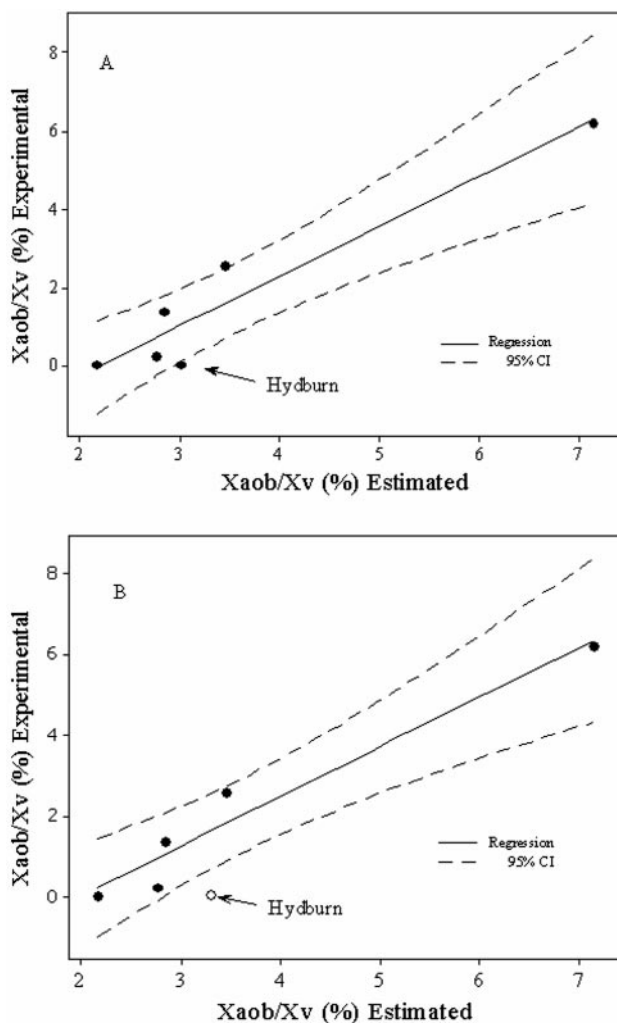 A
8
6
4
2
0
Xaob/Xv (%) Experimental
Regression
95% CI
Hydburn
2 3 4 5 6 7
Xaob/Xv (%) Estimated
B
8
6
4
2
0
Xaob/Xv (%) Experimental
Regression
95% CI
Hydburn
2 3 4 5 6 7
Xaob/Xv (%) Estimated